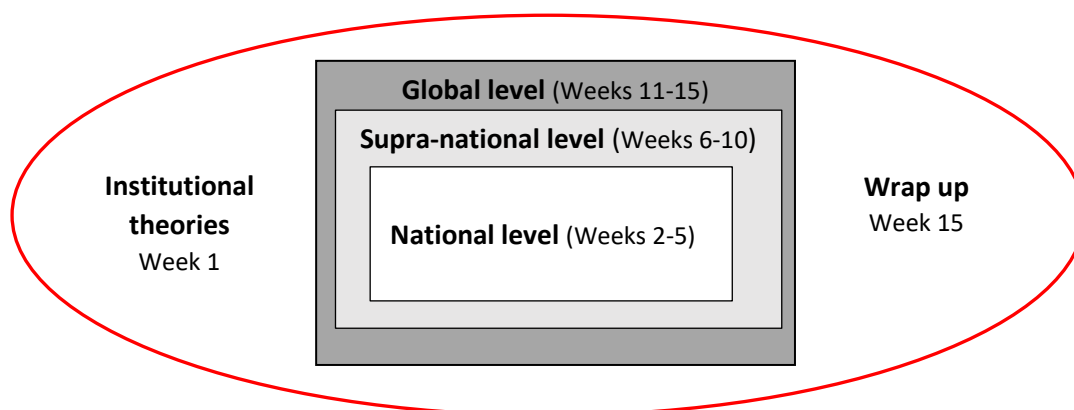 Global level (Weeks 11-15)
Supra-national level (Weeks 6-10)
Institutional
theories
Week 1
National level (Weeks 2-5)
Wrap up
Week 15